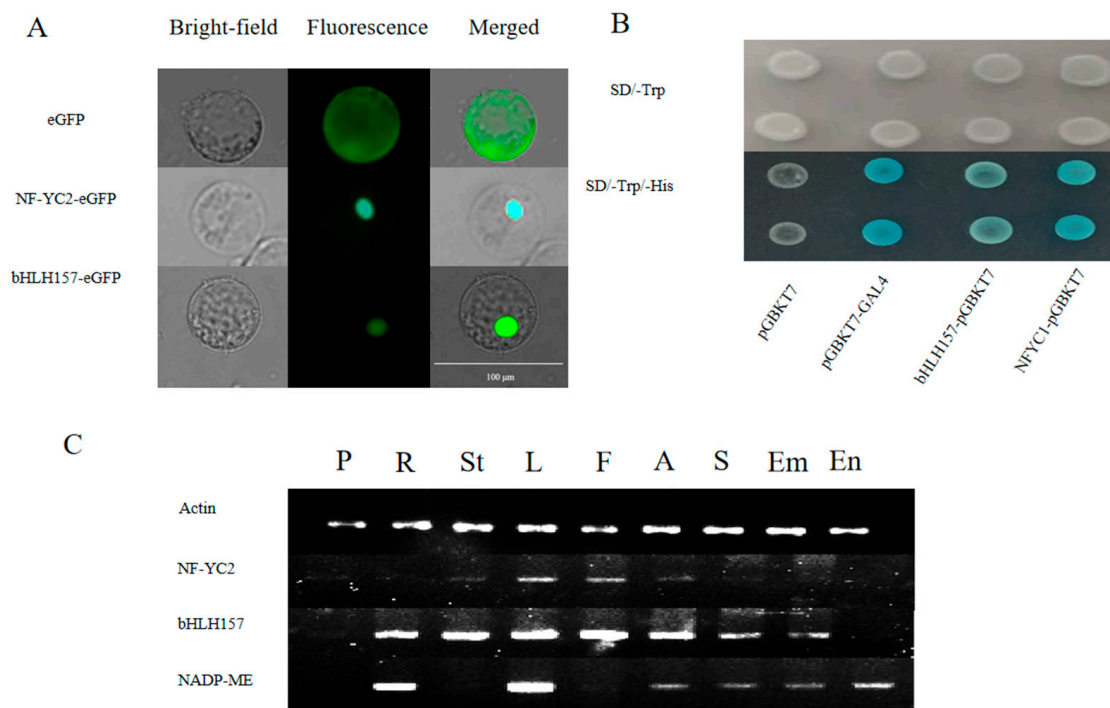 A
Bright-field Fluorescence Merged
eGFP
NF-YC2-eGFP
bHLH157-eGFP
100 μm
B
SD/-Trp
SD/-Trp/-His
pGBKT7
pGBKT7-GAL4
bHLH157-pGBKT7
NFYC1-pGBKT7
C
P R St L F A S Em En
Actin
NF-YC2
bHLH157
NADP-ME